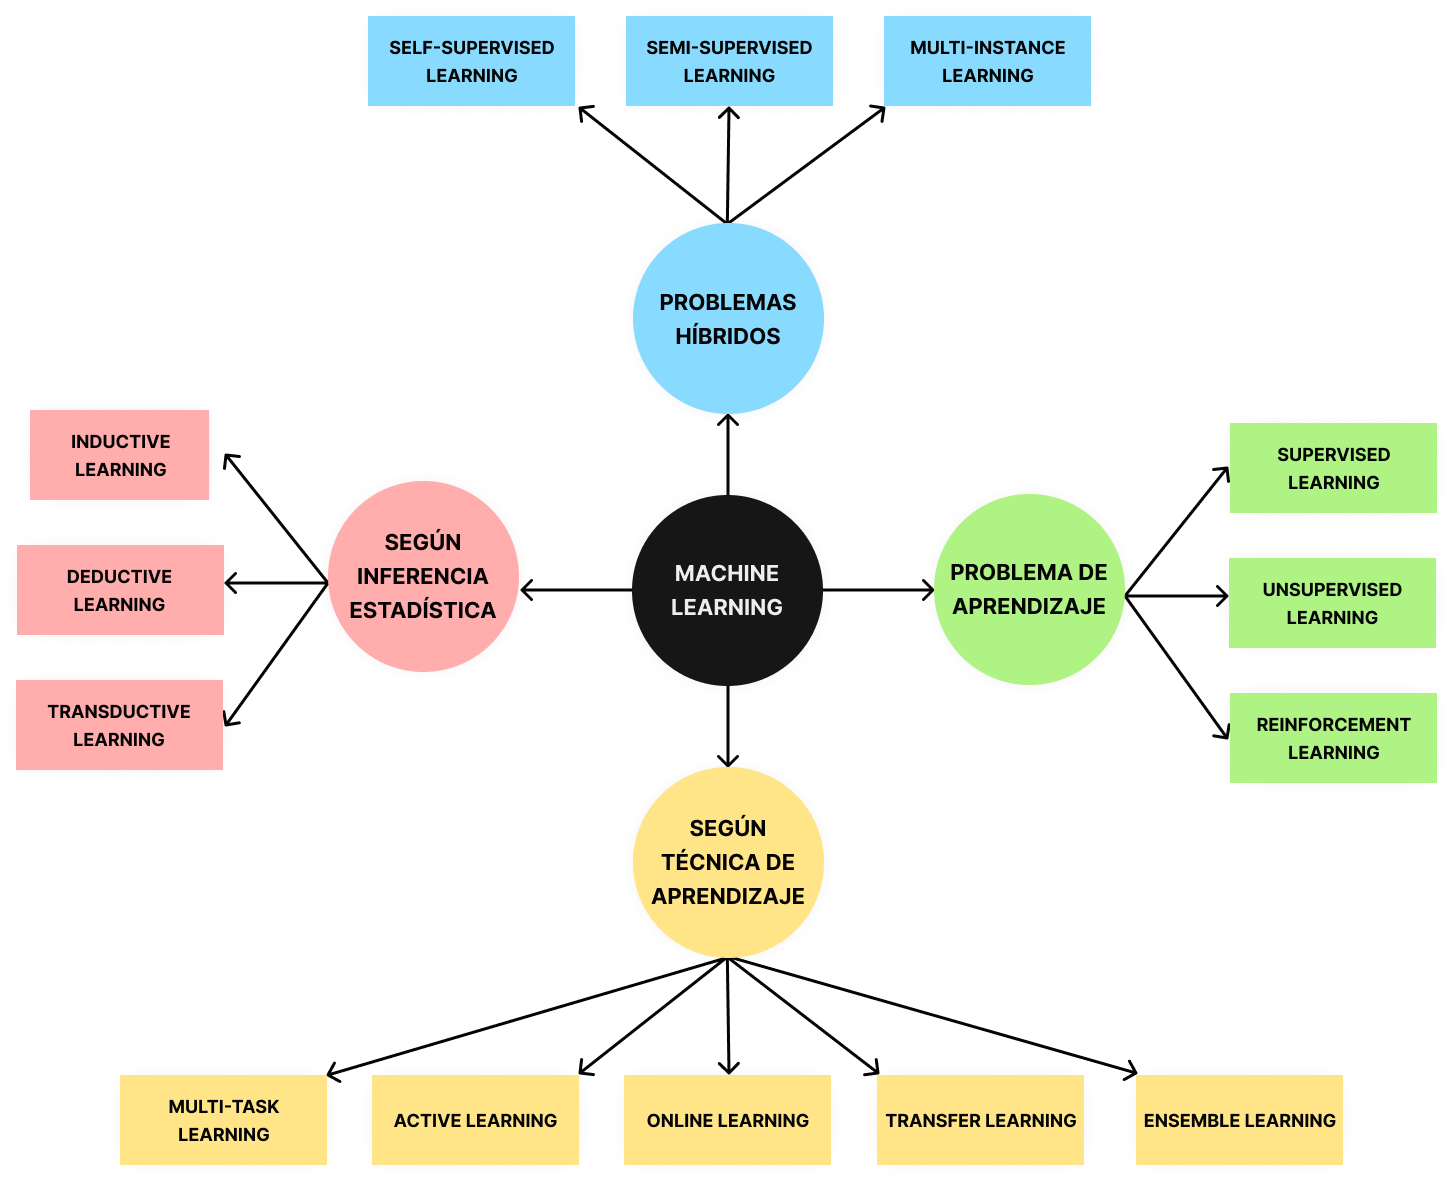 SELF-SUPERVISED
LEARNING
SEMI-SUPERVISED
LEARNING
MULTI-INSTANCE
LEARNING
PROBLEMAS
HÍBRIDOS
INDUCTIVE
LEARNING
DEDUCTIVE
LEARNING
TRANSDUCTIVE
LEARNING
SEGÚN
INFERENCIA
ESTADÍSTICA
MACHINE
LEARNING
PROBLEMA DE
APRENDIZAJE
SUPERVISED
LEARNING
UNSUPERVISED
LEARNING
REINFORCEMENT
LEARNING
SEGÚN
TÉCNICA DE
APRENDIZAJE
MULTI-TASK
LEARNING
ACTIVE LEARNING
ONLINE LEARNING
TRANSFER LEARNING
ENSEMBLE LEARNING